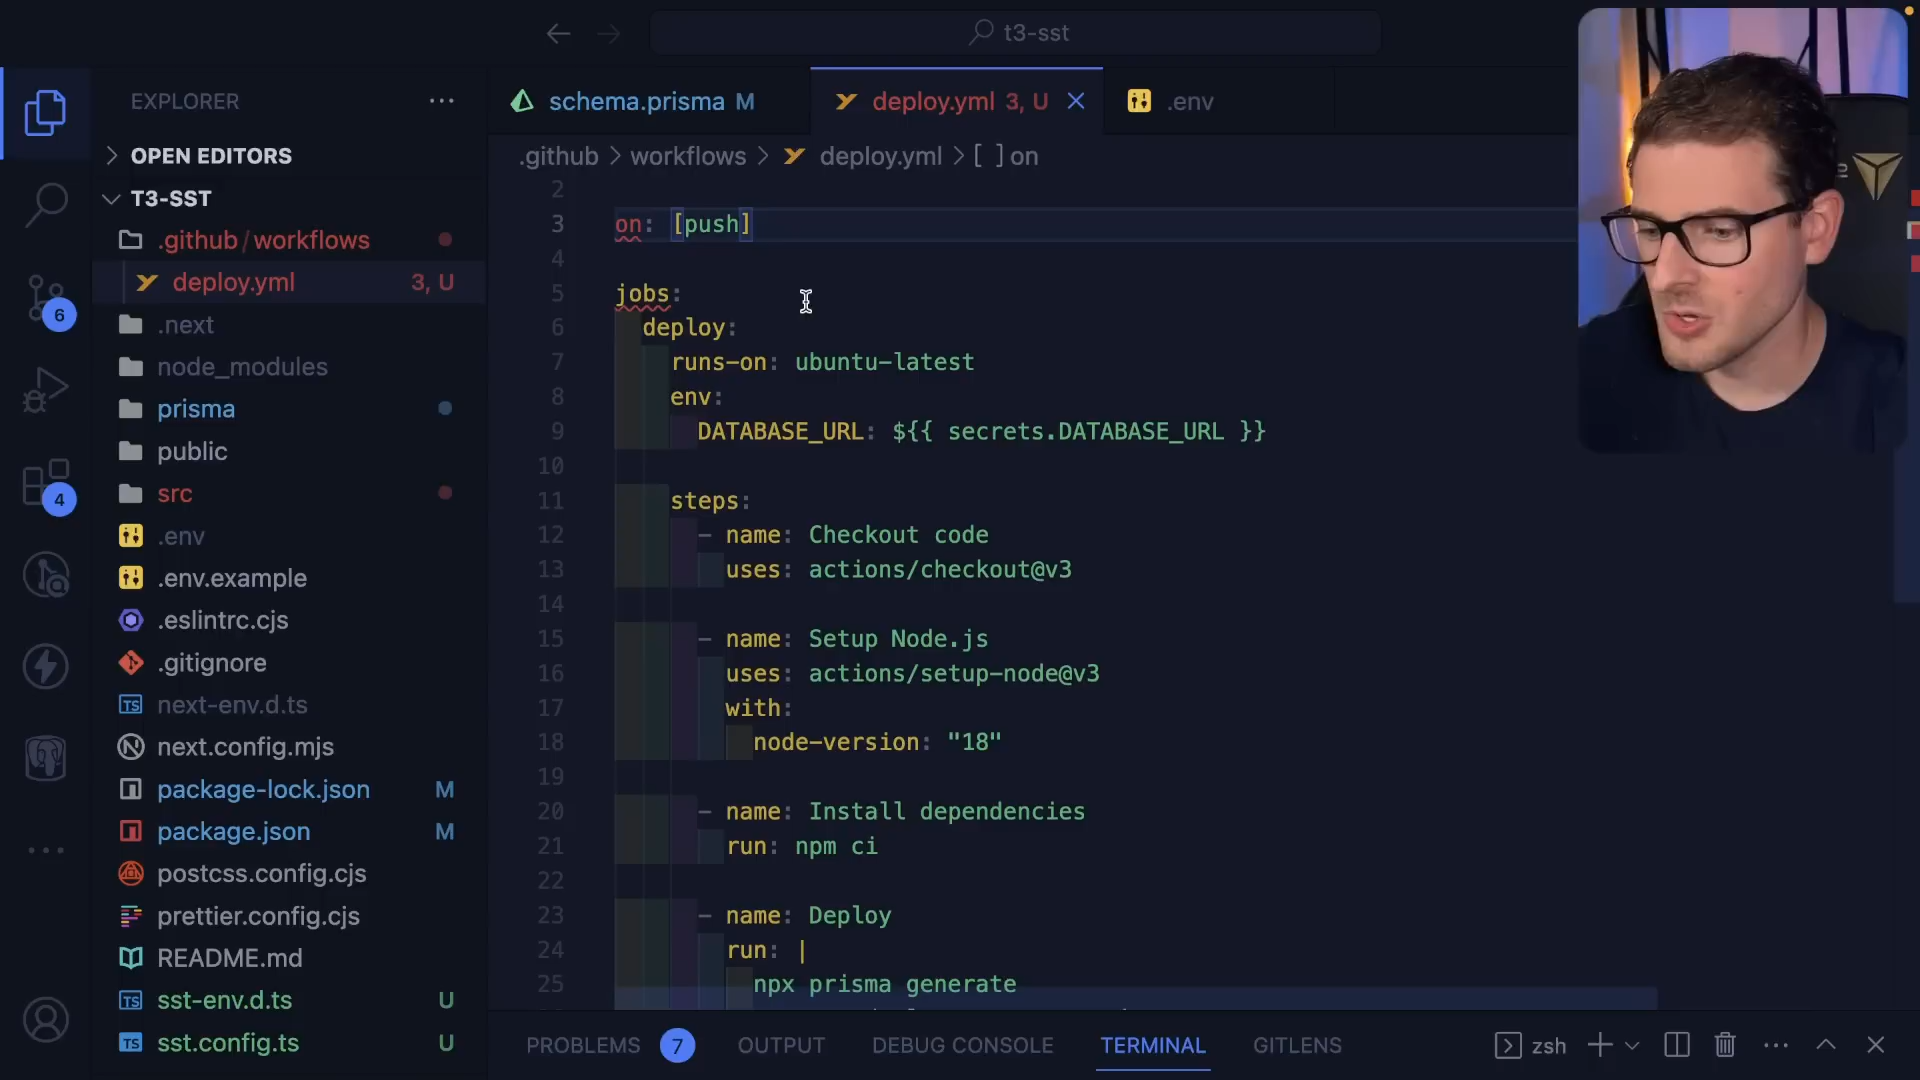 t3-sst
EXPLORER
OPEN EDITORS
T3-SST
.github/workflows
deploy.yml 3, U
.next
node_modules
prisma
public
src
.env
.env.example
.eslintrc.cjs
.gitignore
next-env.d.ts
next.config.mjs
package-lock.json M
package.json M
postcss.config.cjs
prettier.config.cjs
README.md
sst-env.d.ts U
sst.config.ts U
6
4
schema.prisma M
deploy.yml 3, U
.env
.github > workflows > deploy.yml > [ ] on
2
3 on: [push]
4
5 jobs:
6 deploy:
7 runs-on: ubuntu-latest
8 env:
9 DATABASE_URL: ${{ secrets.DATABASE_URL }}
10
11 steps:
12 - name: Checkout code
13 uses: actions/checkout@v3
14
15 - name: Setup Node.js
16 uses: actions/setup-node@v3
17 with:
18 node-version: "18"
19
20 - name: Install dependencies
21 run: npm ci
22
23 - name: Deploy
24 run: |
25 npx prisma generate
PROBLEMS 7 OUTPUT DEBUG CONSOLE TERMINAL GITLENS
zsh